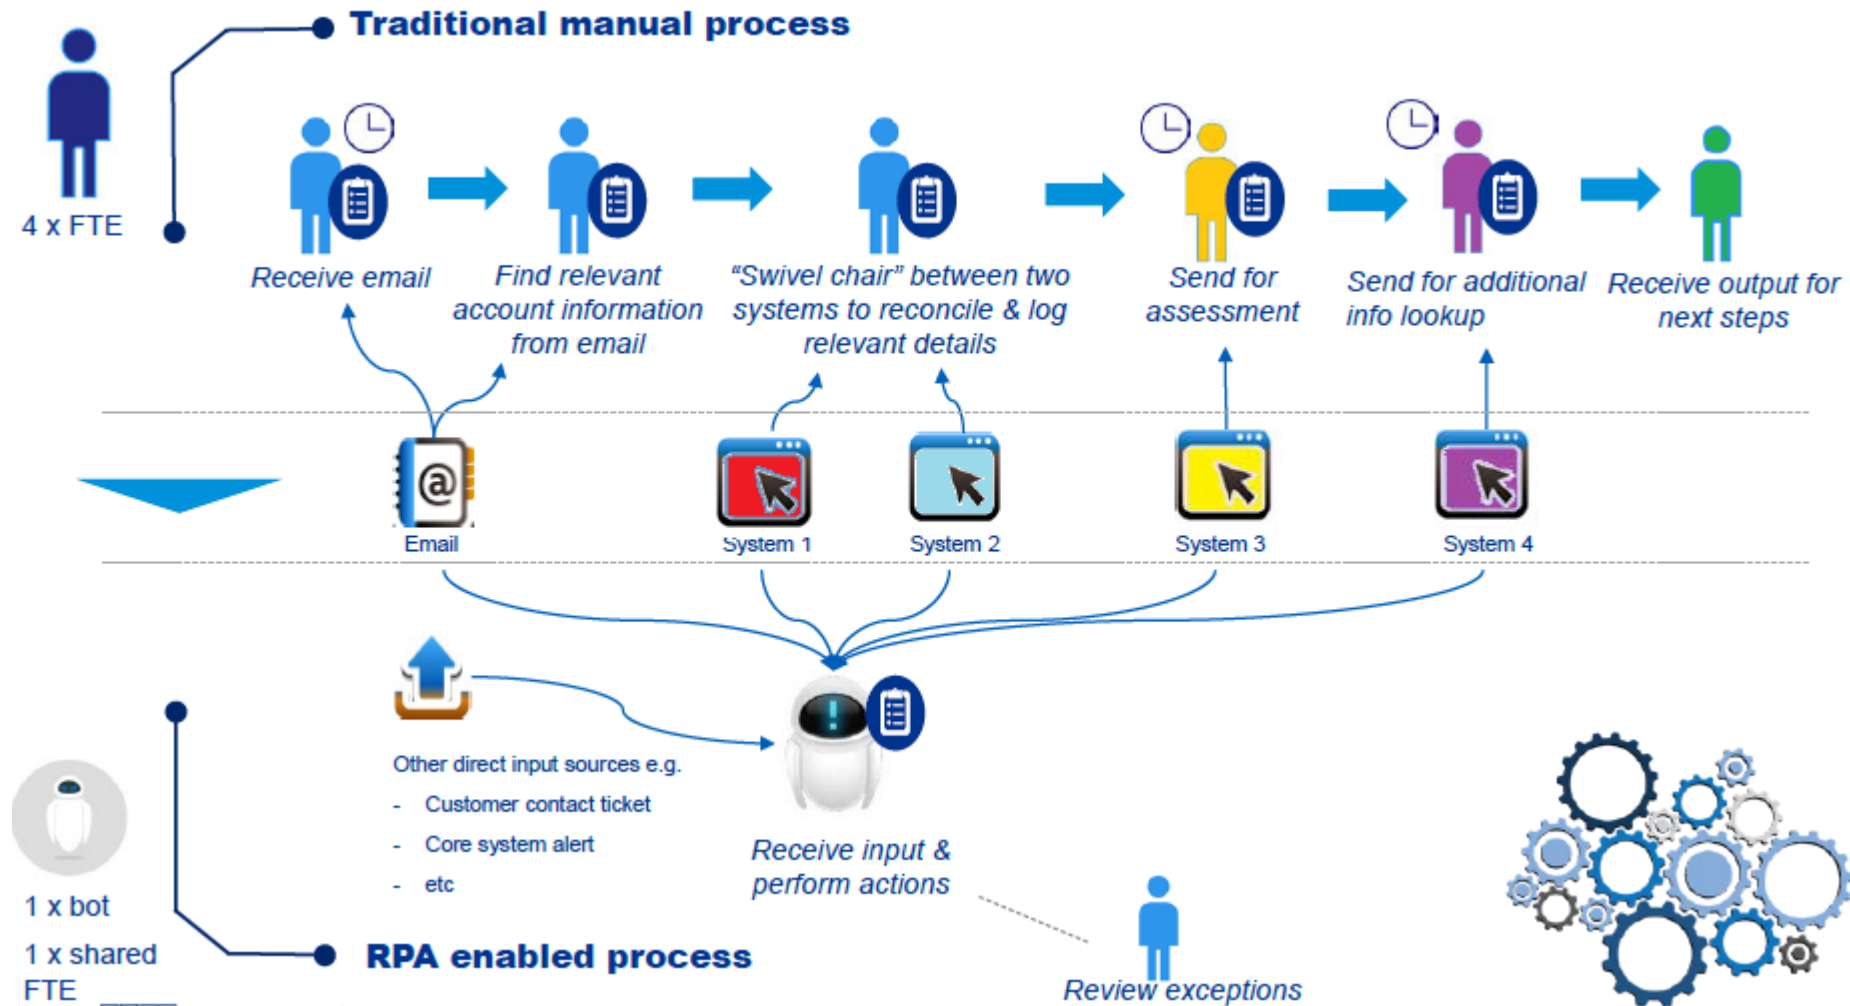 Traditional manual process
4 x FTE
Receive email
Find relevant
account information
from email
“Swivel chair” between two
systems to reconcile & log
relevant details
Send for
assessment
Send for additional
info lookup
Receive output for
next steps
@
Email
System 1
System 2
System 3
System 4
Other direct input sources e.g.
- Customer contact ticket
- Core system alert
- etc
!
Receive input &
perform actions
1 x bot
1 x shared
FTE
RPA enabled process
Review exceptions